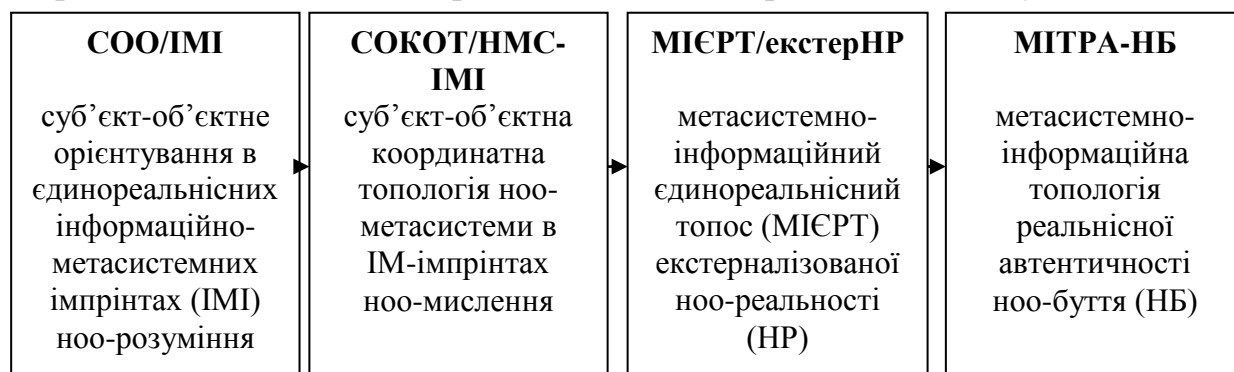 СОО/ІМІ
суб’єкт-об’єктне
орієнтування в
єдинореальнісних
інформаційно-
метасистемних
імпрінтах (ІМІ)
ноо-розуміння
СОКОТ/НМС-
ІМІ
суб’єкт-об’єктна
координатна
топологія ноо-
метасистеми в
ІМ-імпрінтах
ноо-мислення
МІЄРТ/екстерНР
метасистемно-
інформаційний
єдинореальнісний
топос (МІЄРТ)
екстерналізованої
ноо-реальності
(НР)
МІТРА-НБ
метасистемно-
інформаційна
топологія
реальнісної
автентичності
ноо-буття (НБ)